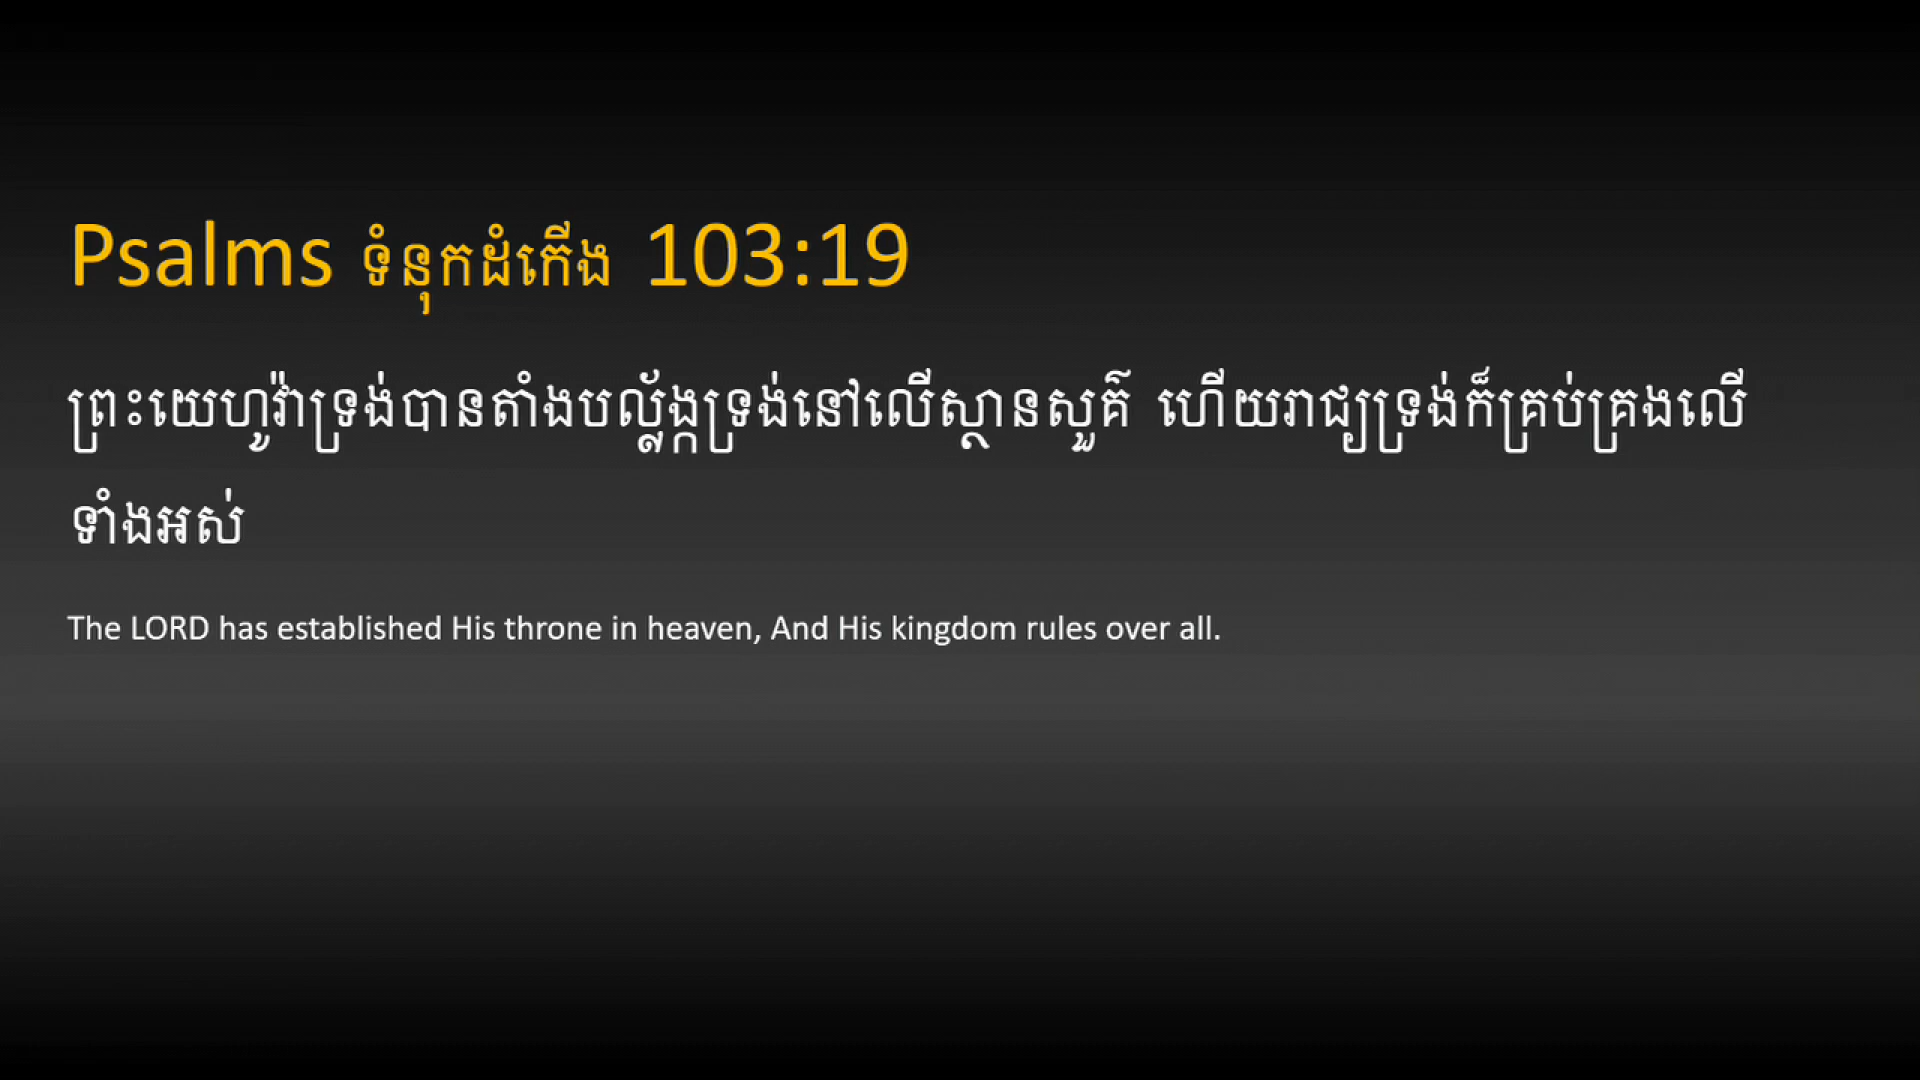 Psalms ទំនុកដំកើង 103:19
ព្រះយេហូវ៉ាទ្រង់បានតាំងបល្ល័ង្កទ្រង់នៅលើស្ថានសួគ៌ ហើយរាជ្យទ្រង់ក៏គ្រប់គ្រងលើ
ទាំងអស់
The LORD has established His throne in heaven, And His kingdom rules over all.